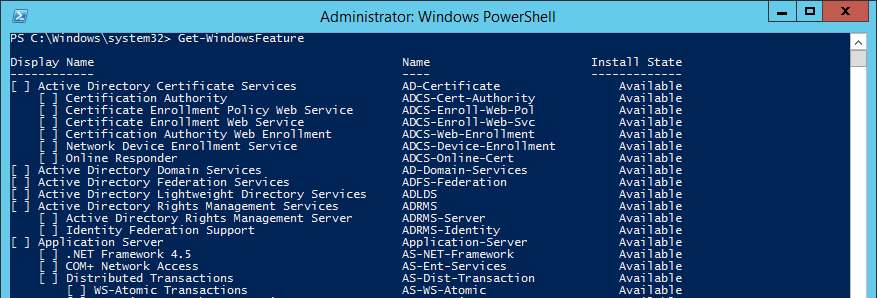 Administrator: Windows PowerShell
PS C:\Windows\system32> Get-WindowsFeature
Display Name                                            Name                       Install State
------------                                            ----                       -------------
[ ] Active Directory Certificate Services               AD-Certificate                 Available
    [ ] Certification Authority                         ADCS-Cert-Authority            Available
    [ ] Certificate Enrollment Policy Web Service       ADCS-Enroll-Web-Pol            Available
    [ ] Certificate Enrollment Web Service              ADCS-Enroll-Web-Svc            Available
    [ ] Certification Authority Web Enrollment          ADCS-Web-Enrollment            Available
    [ ] Network Device Enrollment Service               ADCS-Device-Enrollment         Available
    [ ] Online Responder                                ADCS-Online-Cert               Available
[ ] Active Directory Domain Services                    AD-Domain-Services             Available
[ ] Active Directory Federation Services                ADFS-Federation                Available
[ ] Active Directory Lightweight Directory Services     ADLDS                          Available
[ ] Active Directory Rights Management Services         ADRMS                          Available
    [ ] Active Directory Rights Management Server       ADRMS-Server                   Available
    [ ] Identity Federation Support                     ADRMS-Identity                 Available
[ ] Application Server                                  Application-Server             Available
    [ ] .NET Framework 4.5                              AS-NET-Framework               Available
    [ ] COM+ Network Access                             AS-Ent-Services                Available
    [ ] Distributed Transactions                        AS-Dist-Transaction            Available
        [ ] WS-Atomic Transactions                      AS-WS-Atomic                   Available